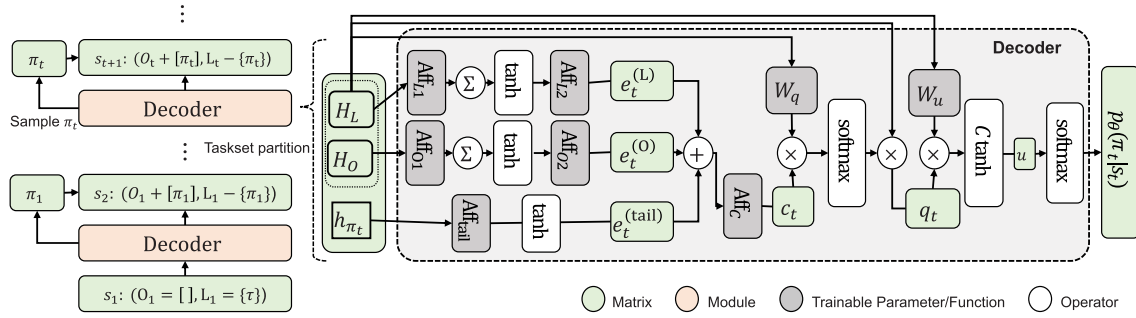 ⋮
π_t
s_{t+1}: (O_t + [π_t], L_t − {π_t})
Decoder
Sample π_t
⋮
Taskset partition
π_1
s_2: (O_1 + [π_1], L_1 − {π_1})
Decoder
s_1: (O_1 = [ ], L_1 = {τ})
Decoder
H_L
Aff_{L1}
Σ
tanh
Aff_{L2}
e_t^{(L)}
H_O
Aff_{O1}
Σ
tanh
Aff_{O2}
e_t^{(O)}
h_{π_t}
Aff_{tail}
tanh
e_t^{(tail)}
+
Aff_C
c_t
W_q
×
softmax
×
W_u
×
q_t
C tanh
u
softmax
p_θ(π_t|s_t)
Matrix
Module
Trainable Parameter/Function
Operator